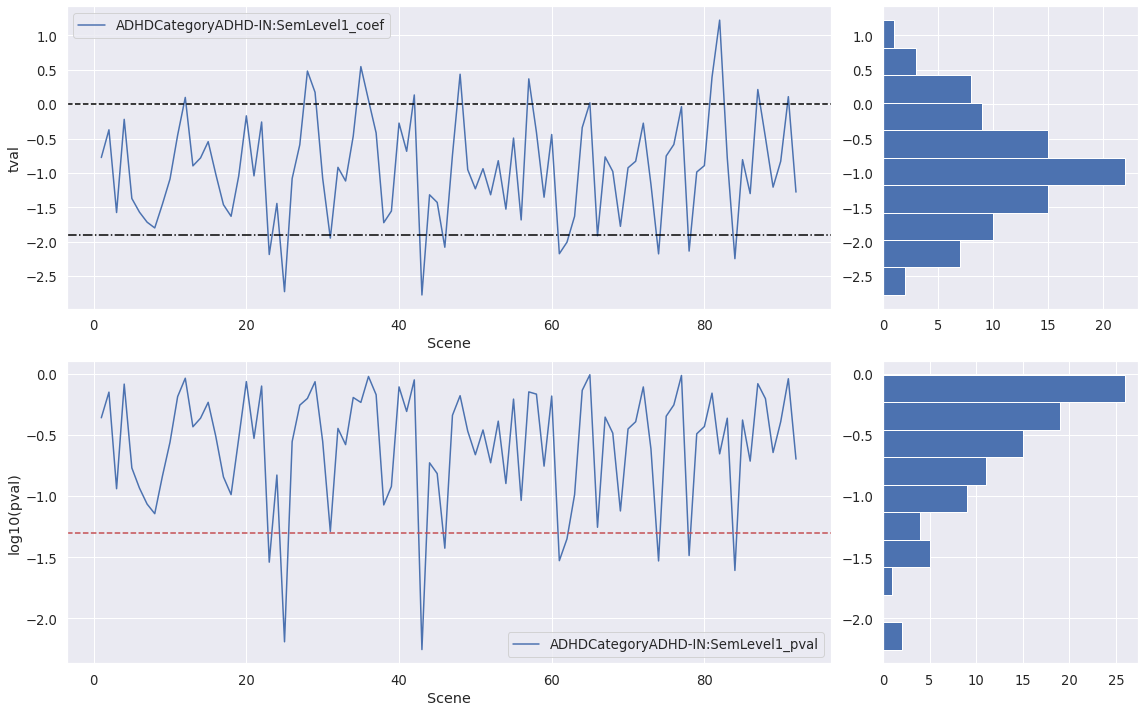 ADHDCategoryADHD-IN:SemLevel1_coef
tval
1.0
0.5
0.0
−0.5
−1.0
−1.5
−2.0
−2.5
0 20 40 60 80
Scene
1.0
0.5
0.0
−0.5
−1.0
−1.5
−2.0
−2.5
0 5 10 15 20
log10(pval)
0.0
−0.5
−1.0
−1.5
−2.0
ADHDCategoryADHD-IN:SemLevel1_pval
0 20 40 60 80
Scene
0.0
−0.5
−1.0
−1.5
−2.0
0 5 10 15 20 25